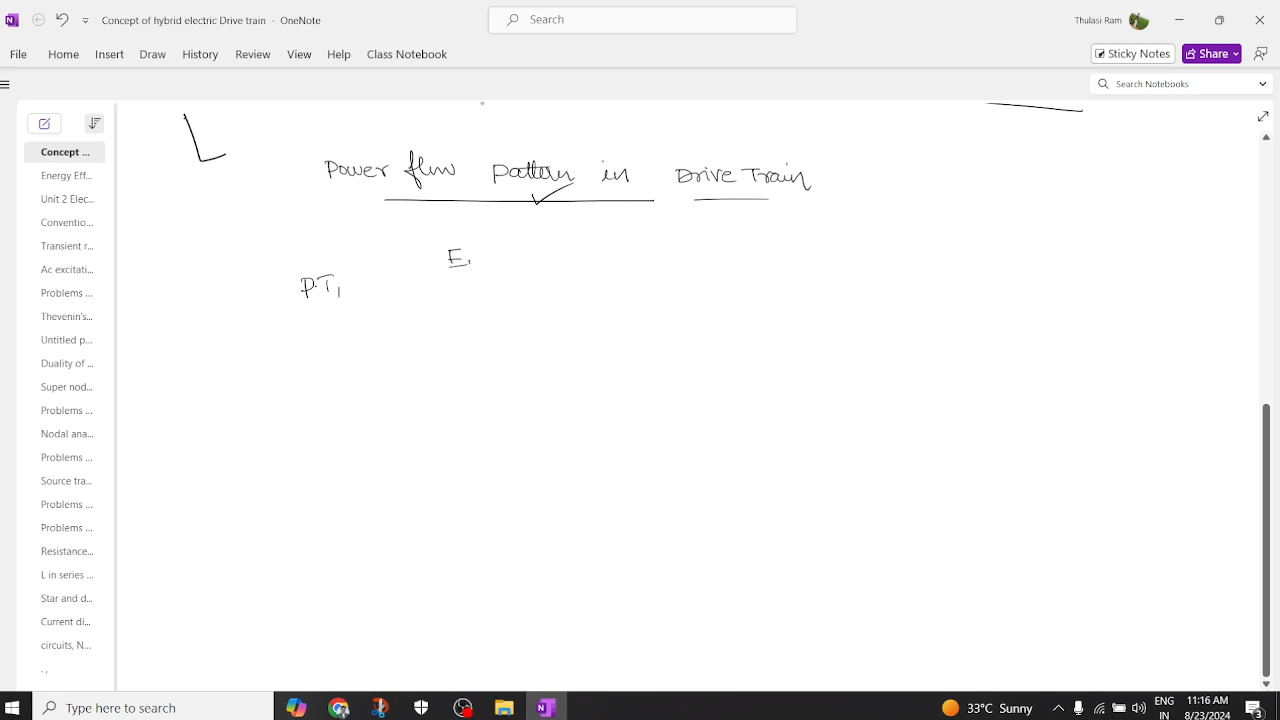 Concept of hybrid electric Drive train - OneNote
Search
Thulasi Ram
File Home Insert Draw History Review View Help Class Notebook
Sticky Notes
Share
Search Notebooks
Concept ...
Energy Eff...
Unit 2 Elec...
Conventio...
Transient r...
Ac excitati...
Problems ...
Thevenin's...
Untitled p...
Duality of ...
Super nod...
Problems ...
Nodal ana...
Problems ...
Source tra...
Problems ...
Problems ...
Resistance...
L in series ...
Star and d...
Current di...
circuits, N...
Power flow Pattern in Drive Train
E1
P.T1
Type here to search
33°C Sunny
ENG
IN
11:16 AM
8/23/2024
3